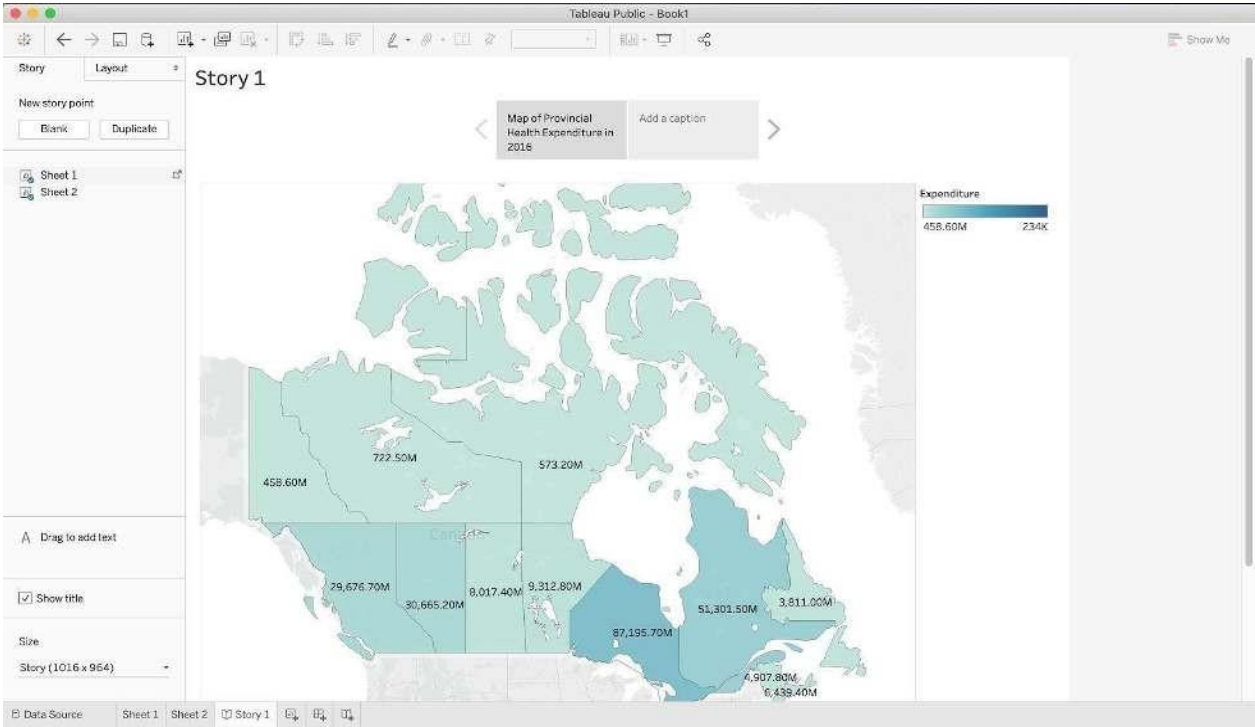 Tableau Public - Book1
Show Me
Story
Layout
Story 1
New story point
Blank
Duplicate
Map of Provincial
Health Expenditure in
2016
Add a caption
Sheet 1
Sheet 2
Expenditure
458.60M
234K
722.50M
573.20M
458.60M
Canada
29,676.70M
30,665.20M
8,017.40M
9,312.80M
87,195.70M
51,301.50M
3,811.00M
4,907.80M
6,439.40M
A Drag to add text
Show title
Size
Story (1016 x 964)
Data Source
Sheet 1
Sheet 2
Story 1